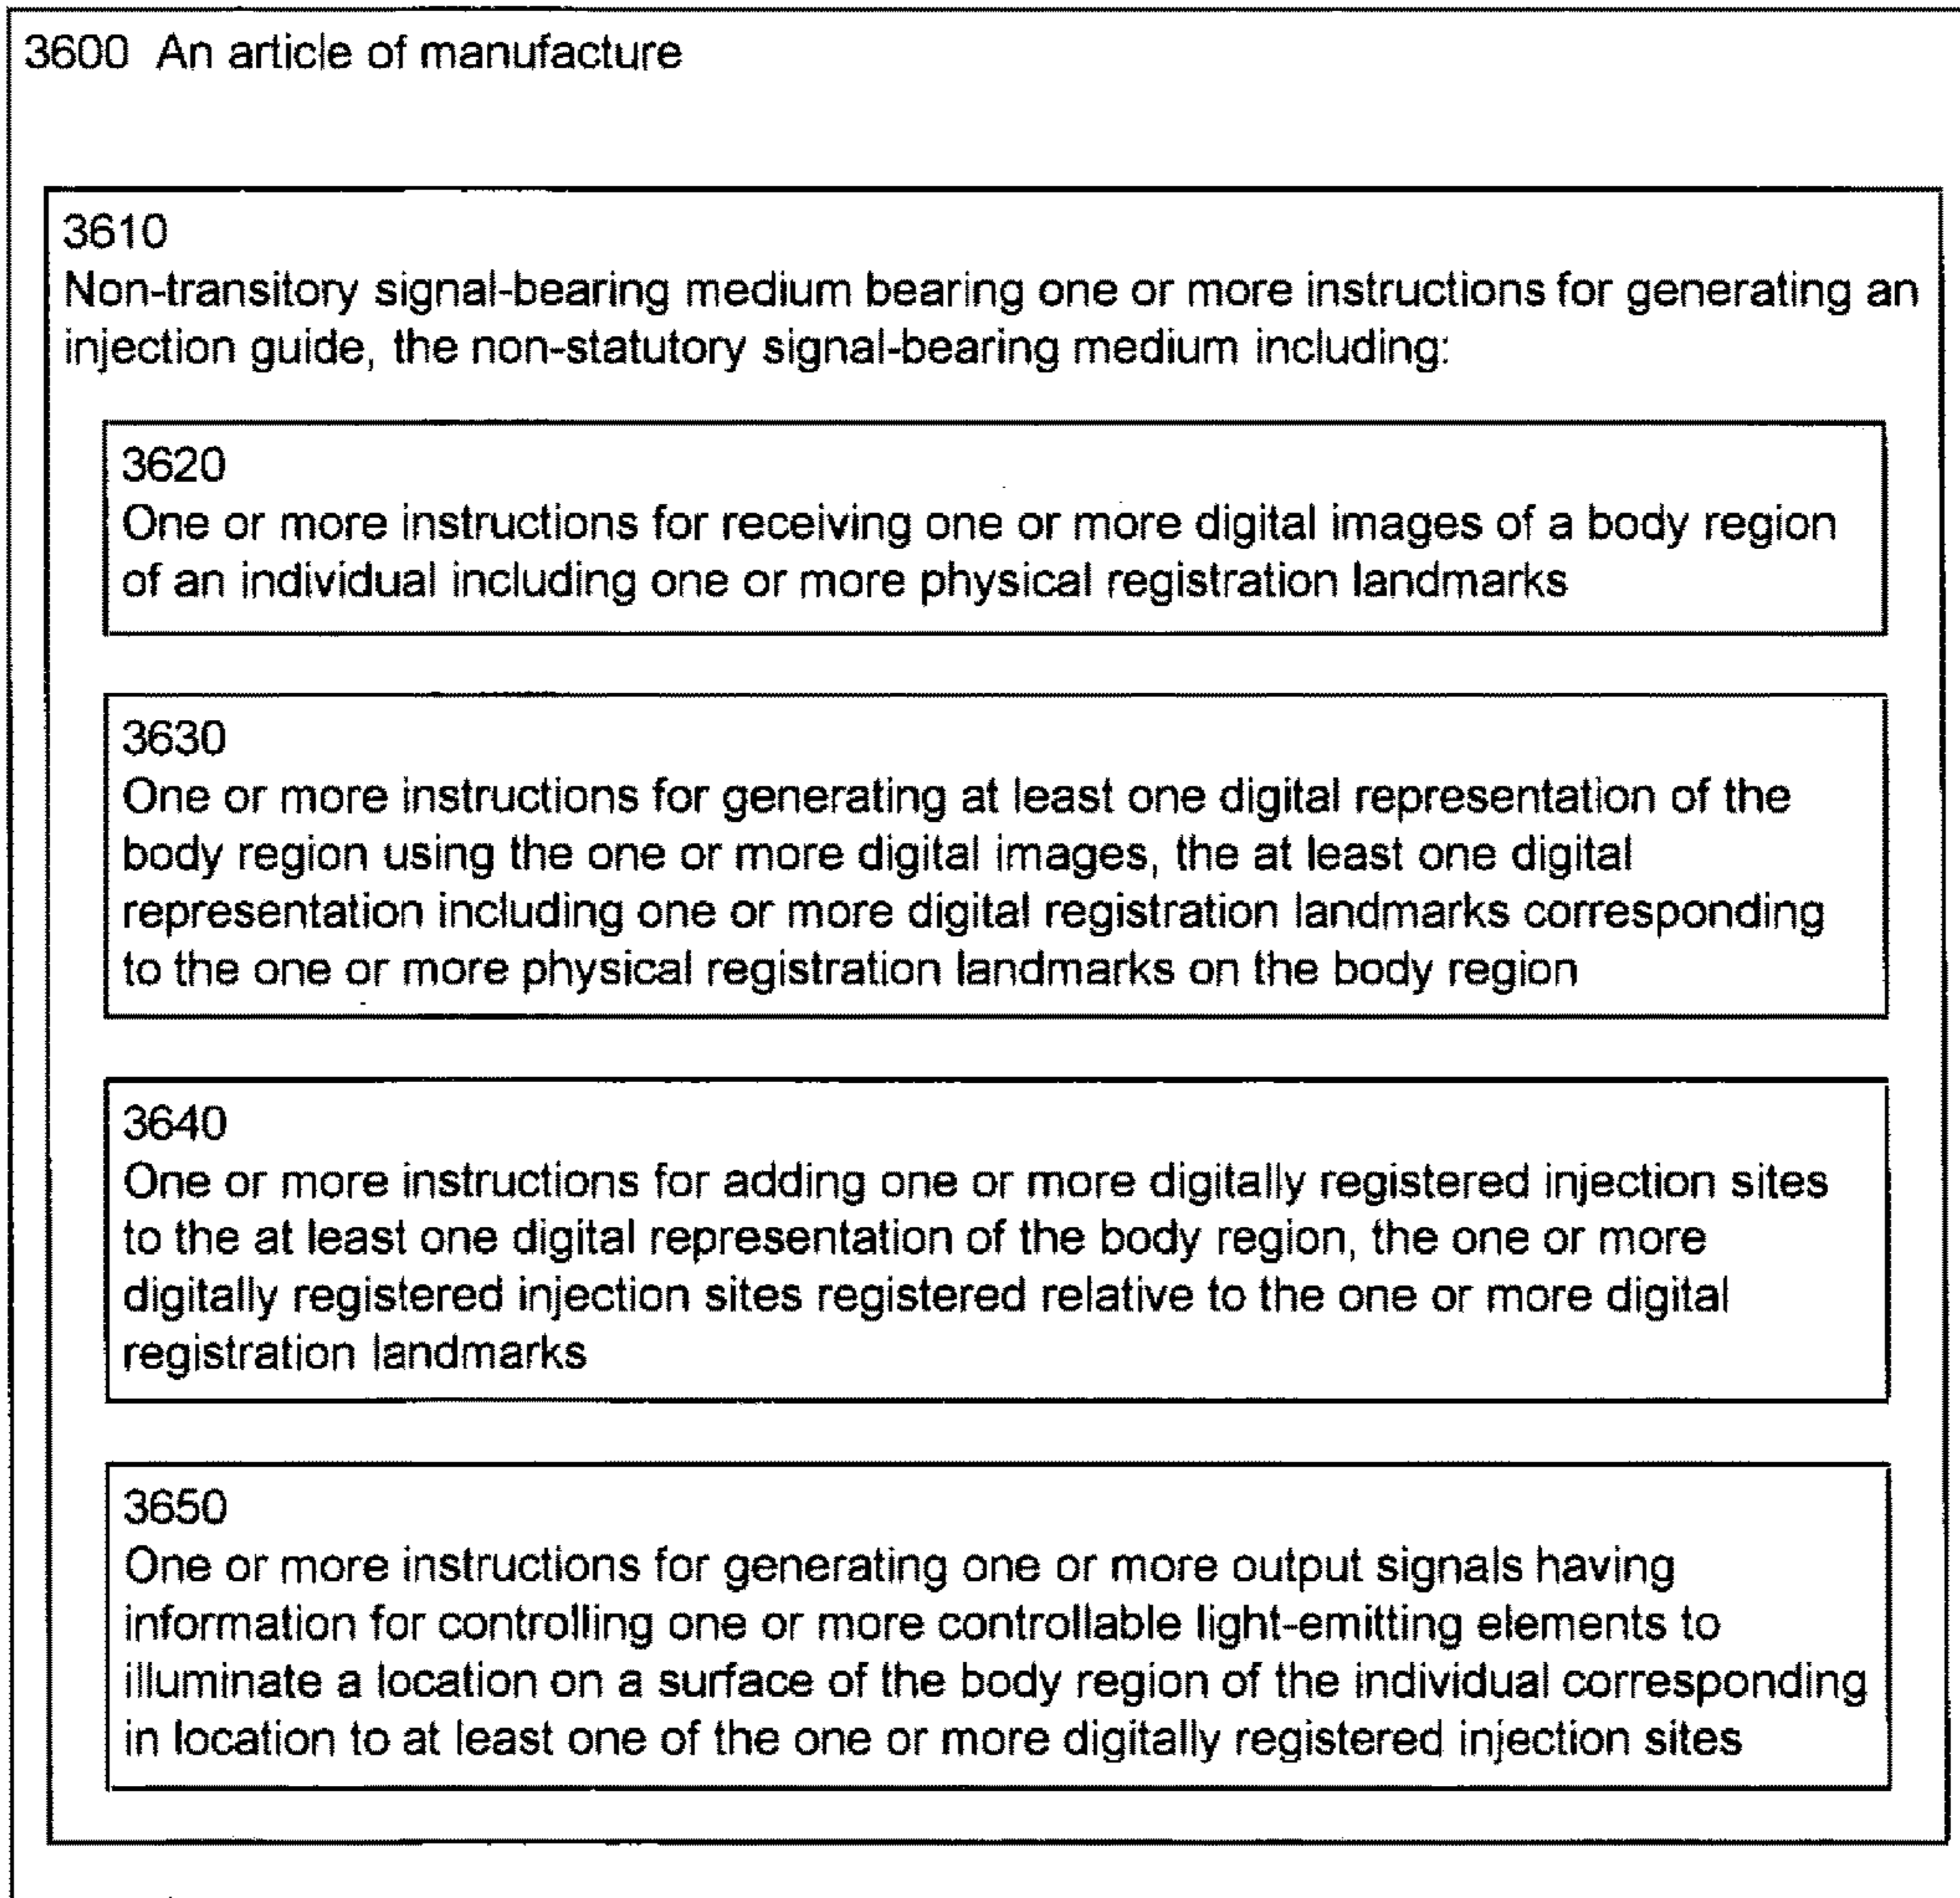 3600 An article of manufacture
3610
Non-transitory signal-bearing medium bearing one or more instructions for generating an
injection guide, the non-statutory signal-bearing medium including:
3620
One or more instructions for receiving one or more digital images of a body region
of an individual including one or more physical registration landmarks
3630
One or more instructions for generating at least one digital representation of the
body region using the one or more digital images, the at least one digital
representation including one or more digital registration landmarks corresponding
to the one or more physical registration landmarks on the body region
3640
One or more instructions for adding one or more digitally registered injection sites
to the at least one digital representation of the body region, the one or more
digitally registered injection sites registered relative to the one or more digital
registration landmarks
3650
One or more instructions for generating one or more output signals having
information for controlling one or more controllable light-emitting elements to
illuminate a location on a surface of the body region of the individual corresponding
in location to at least one of the one or more digitally registered injection sites